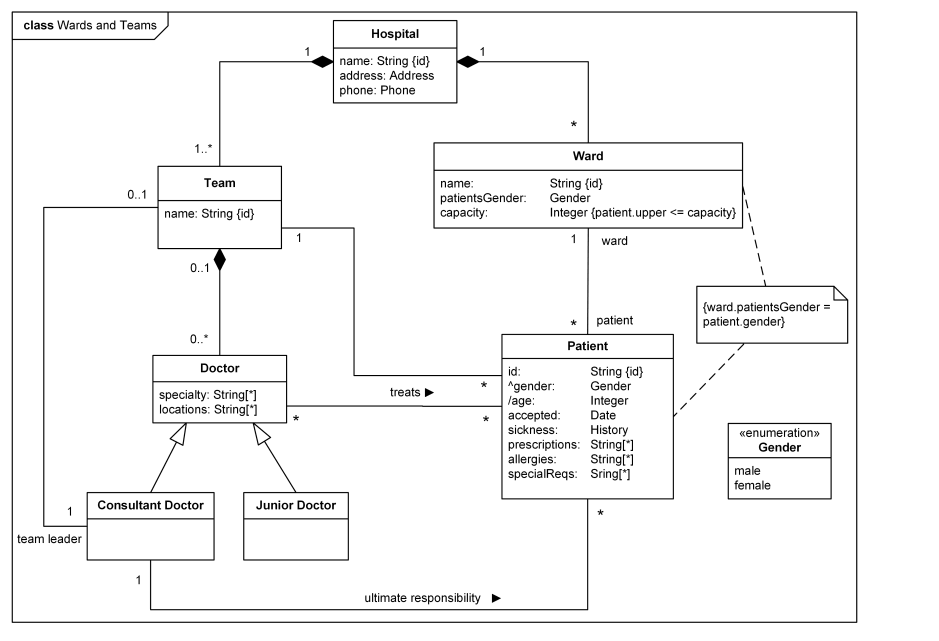 class Wards and Teams
Hospital
name: String {id}
address: Address
phone: Phone
1
1
1..*
*
Team
name: String {id}
Ward
name: String {id}
patientsGender: Gender
capacity: Integer {patient.upper <= capacity}
0..1
1
0..1
1
ward
{ward.patientsGender =
patient.gender}
0..*
*
patient
Doctor
specialty: String[*]
locations: String[*]
Patient
id: String {id}
^gender: Gender
/age: Integer
accepted: Date
sickness: History
prescriptions: String[*]
allergies: String[*]
specialReqs: Sring[*]
*
treats ►
*
*
«enumeration»
Gender
male
female
Consultant Doctor
Junior Doctor
1
team leader
*
1
ultimate responsibility ►